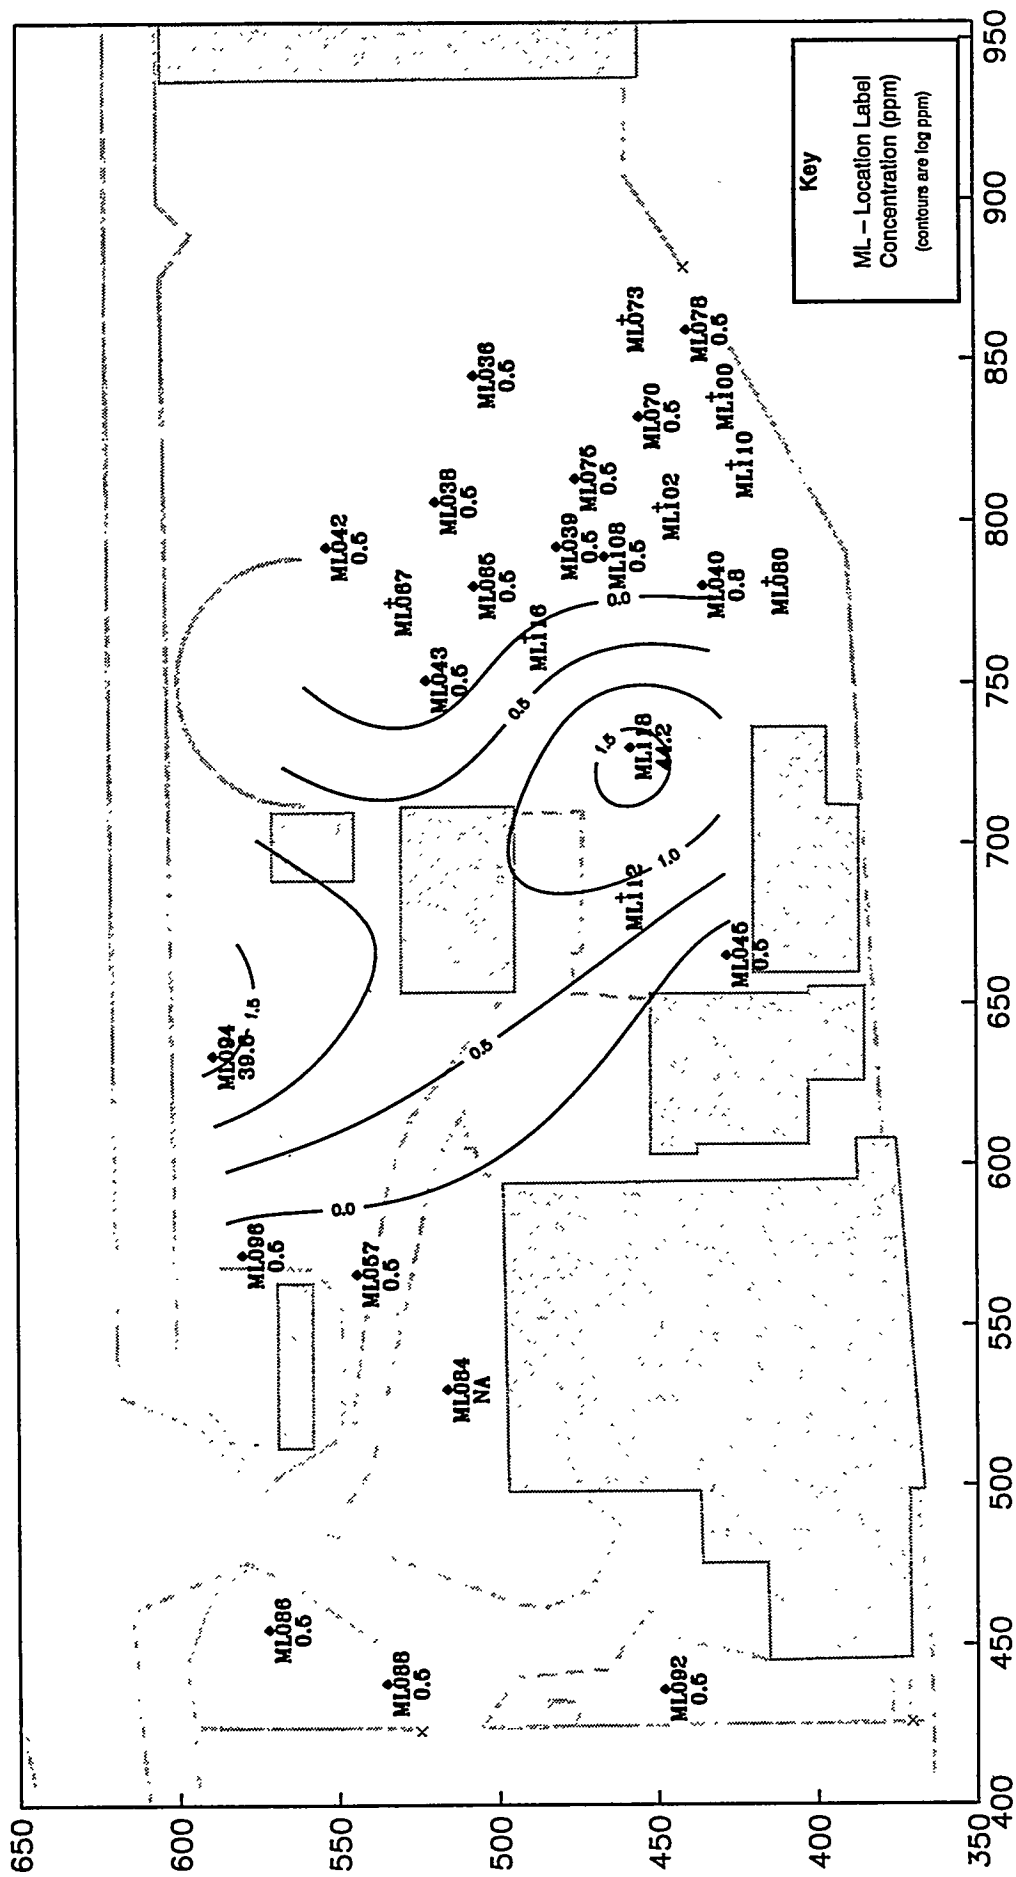 650
600
550
500
450
400
350
400
450
500
550
600
650
700
750
800
850
900
950
Key
ML – Location Label
Concentration (ppm)
(contours are log ppm)
ML042
0.5
ML067
ML038
0.5
ML036
0.5
ML065
0.5
ML043
0.5
ML116
ML039
0.5
ML075
0.5
ML108
0.5
ML102
ML070
0.5
ML073
ML078
0.5
ML100
ML110
ML040
0.8
ML080
ML118
44.2
ML112
ML045
0.5
ML094
39.6
ML096
0.5
ML057
0.5
ML084
NA
ML086
0.5
ML088
0.5
ML092
0.5
0.0
0.5
1.5
1.0
1.5
0.5
0.0